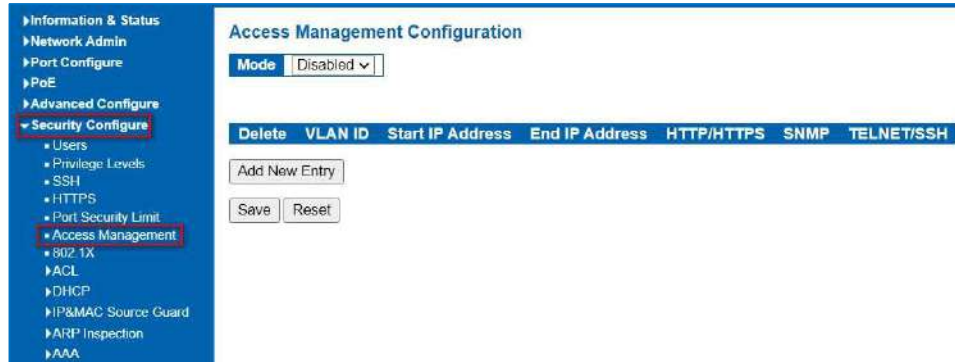 Information & Status
Network Admin
Port Configure
PoE
Advanced Configure
Security Configure
Users
Privilege Levels
SSH
HTTPS
Port Security Limit
Access Management
802.1X
ACL
DHCP
IP&MAC Source Guard
ARP Inspection
AAA
Access Management Configuration
Mode Disabled
Delete VLAN ID Start IP Address End IP Address HTTP/HTTPS SNMP TELNET/SSH
Add New Entry
Save Reset